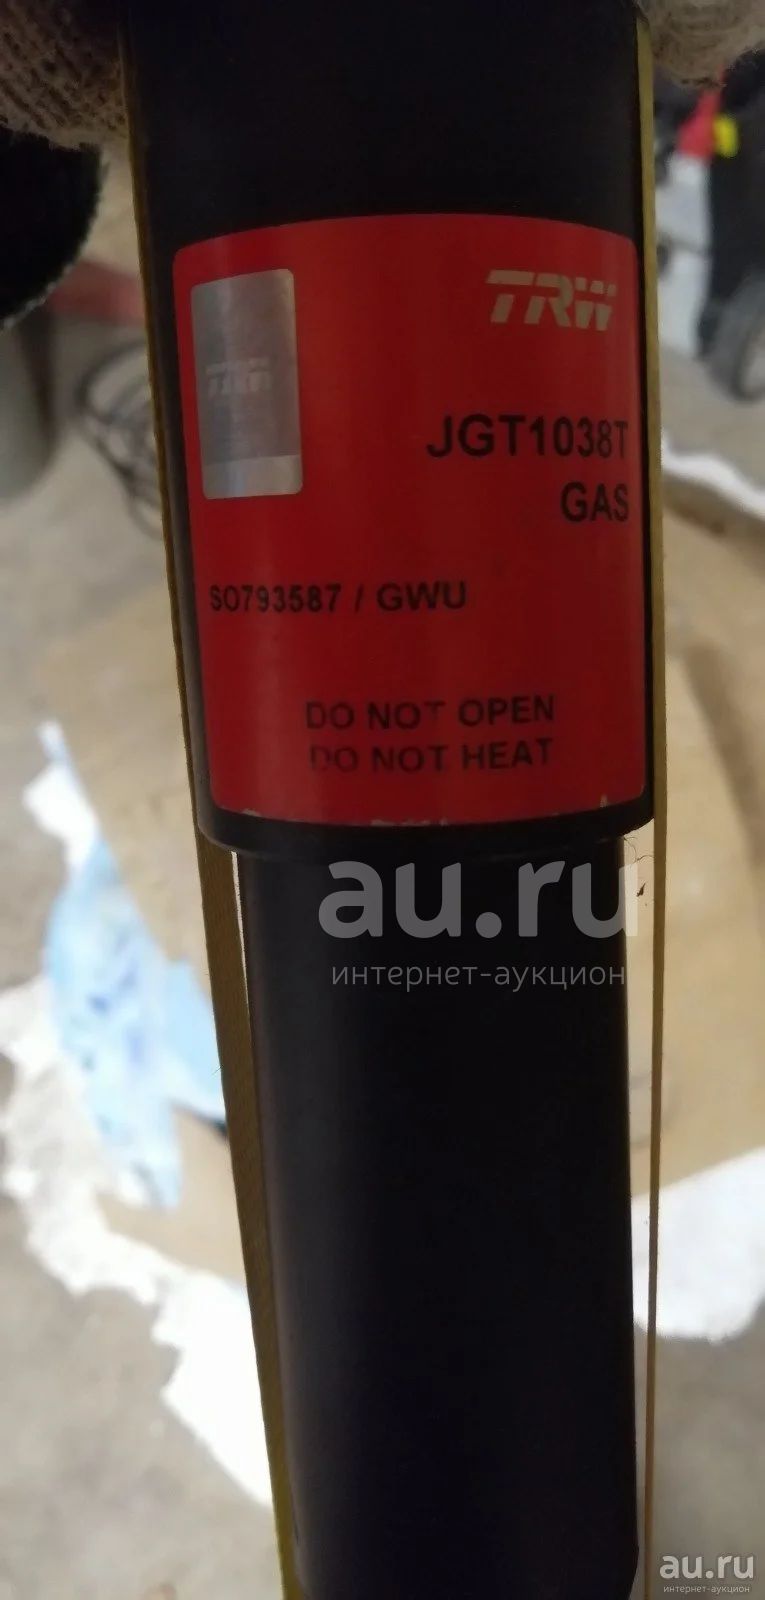 TRW
TRW
JGT1038T
GAS
SO793587 / GWU
DO NOT OPEN
DO NOT HEAT
au.ru
интернет-аукцион
au.ru
интернет-аукцион